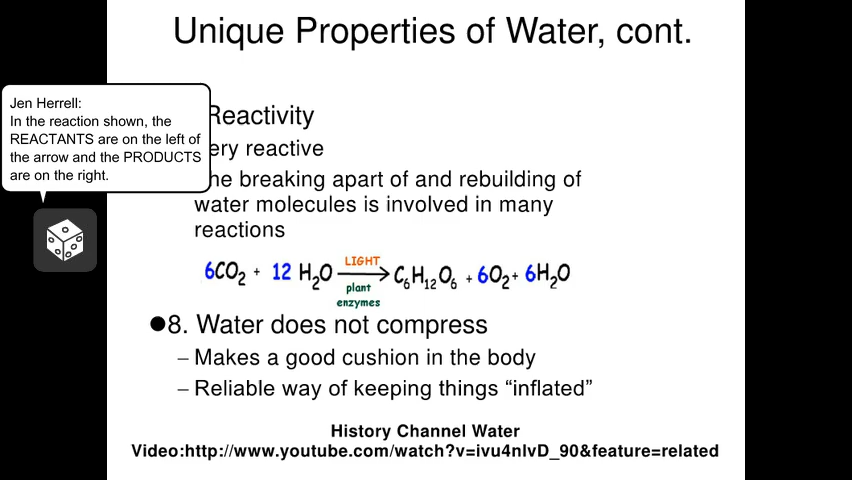 Unique Properties of Water, cont.
Jen Herrell:
In the reaction shown, the
REACTANTS are on the left of
the arrow and the PRODUCTS
are on the right.
Reactivity
ery reactive
he breaking apart of and rebuilding of
water molecules is involved in many
reactions
6CO₂ + 12 H₂O LIGHT → C₆H₁₂O₆ + 6O₂ + 6H₂O
plant
enzymes
●8. Water does not compress
– Makes a good cushion in the body
– Reliable way of keeping things “inflated”
History Channel Water
Video:http://www.youtube.com/watch?v=ivu4nlvD_90&feature=related